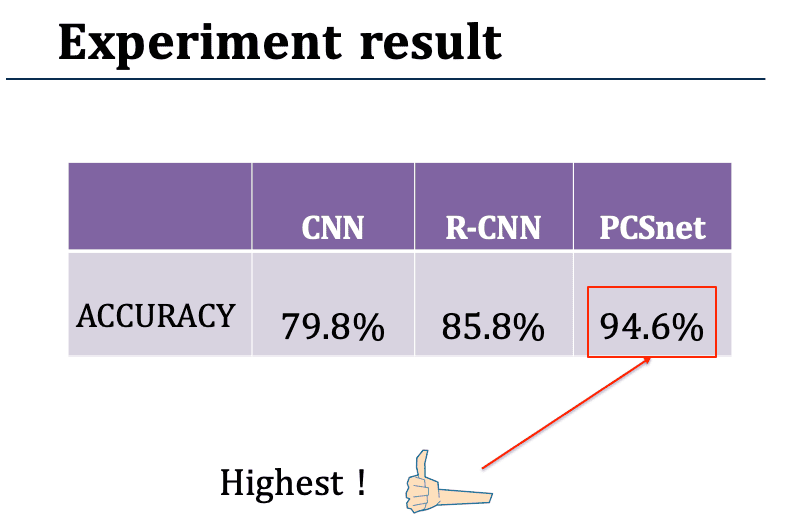 Experiment result
CNN R-CNN PCSnet
ACCURACY 79.8% 85.8% 94.6%
Highest !